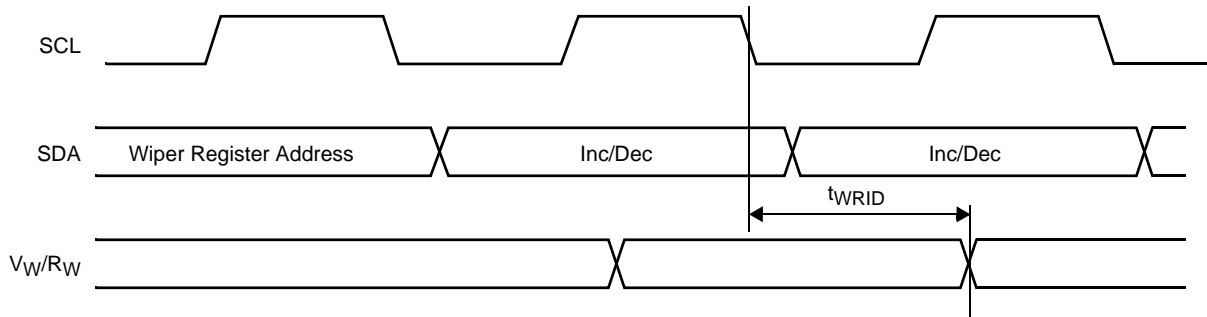 SCL
SDA Wiper Register Address Inc/Dec Inc/Dec
tWRID
VW/RW